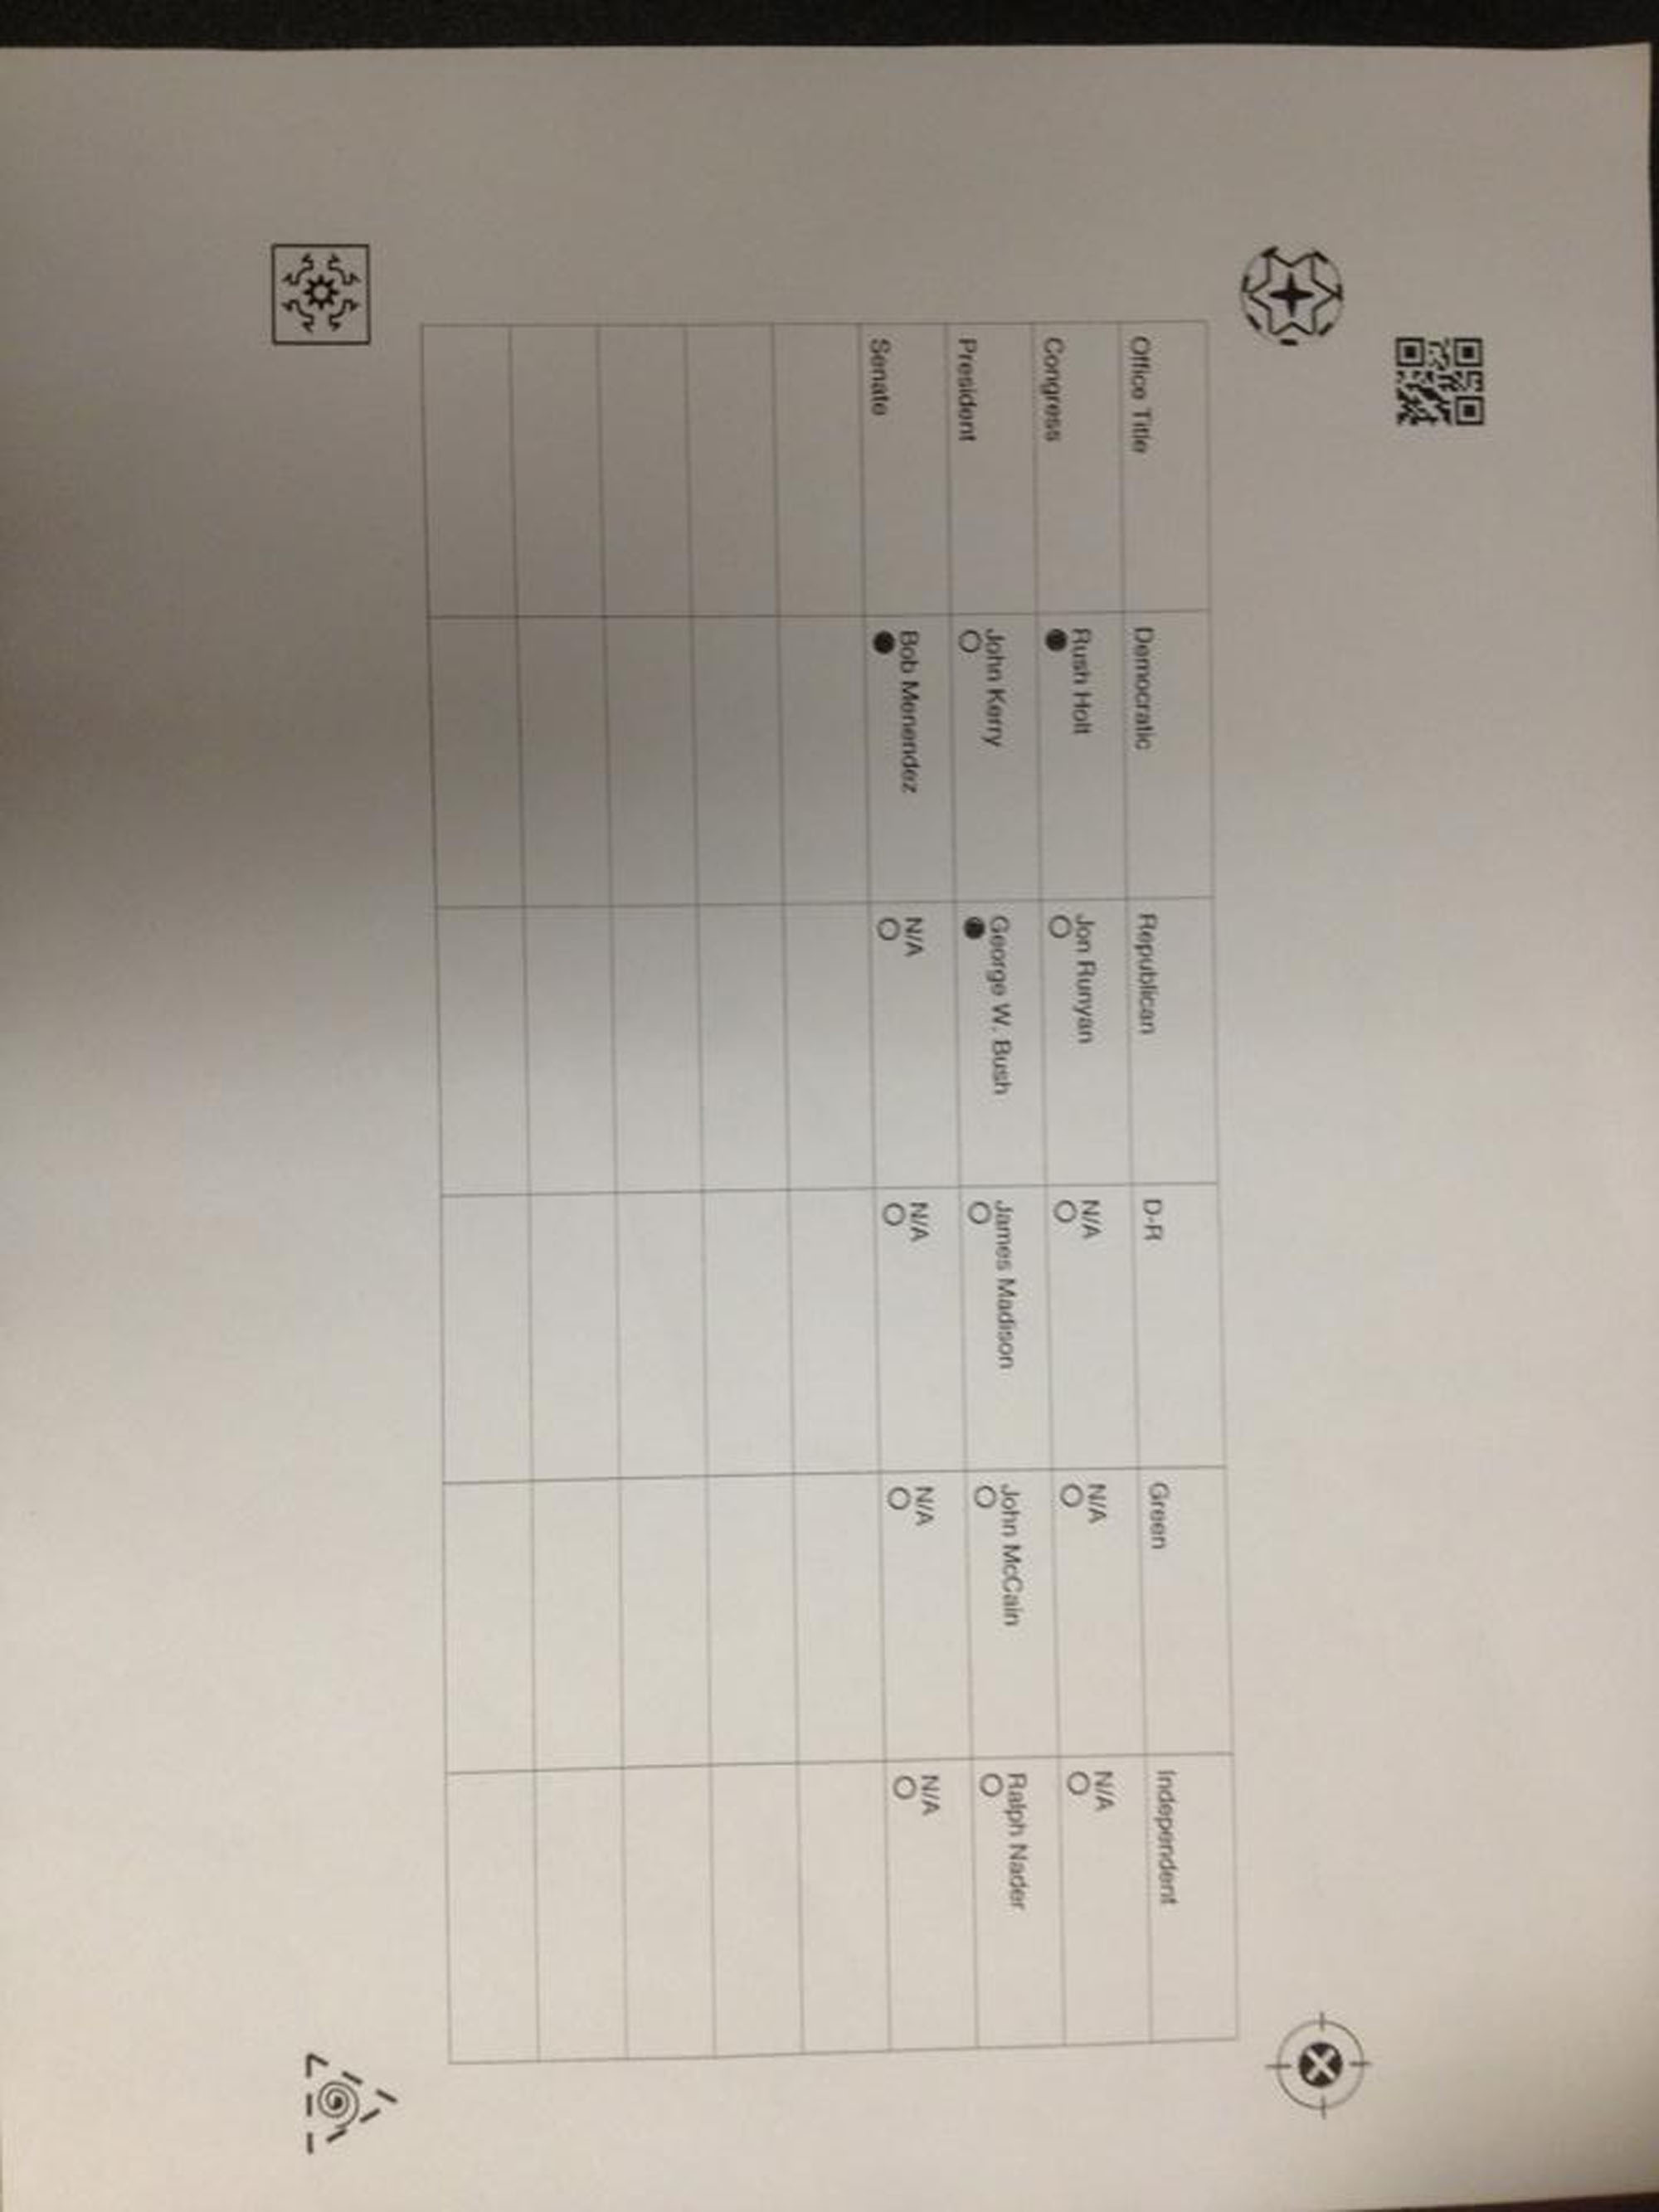 Office Title Democratic Republican D-R Green Independent
Congress Rush Holt Jon Runyan N/A N/A N/A
President John Kerry George W. Bush James Madison John McCain Ralph Nader
Senate Bob Menendez N/A N/A N/A N/A